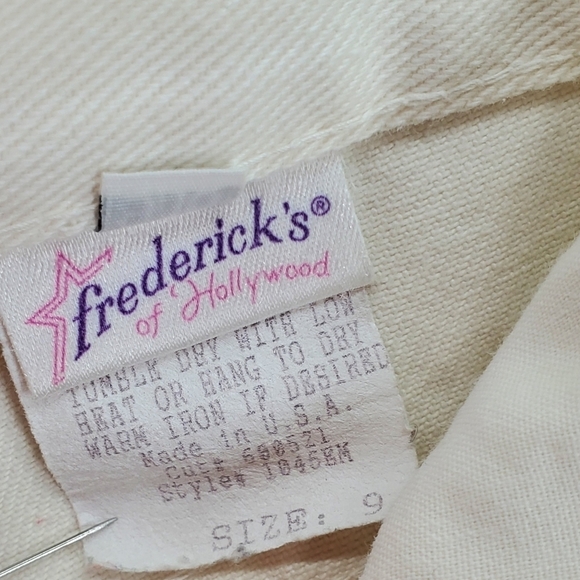 frederick's®
of Hollywood
TUMBLE DRY WITH LOW
HEAT OR HANG TO DRY
WARM IRON IF DESIRED
Made in U.S.A.
Cut# 600521
Style# 1046BM
SIZE: 9